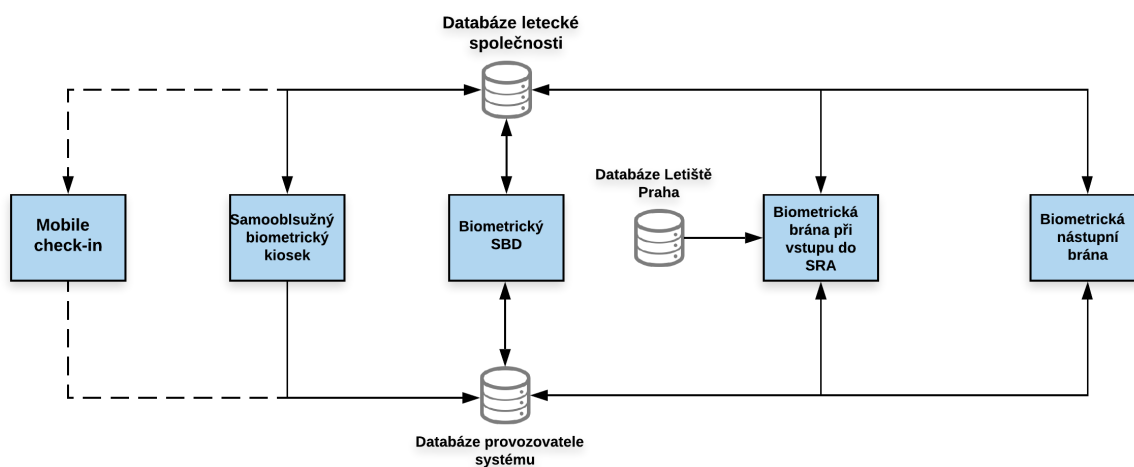 Databáze letecké
společnosti
Databáze Letiště
Praha
Mobile
check-in
Samooblsužný
biometrický
kiosek
Biometrický
SBD
Biometrická
brána při
vstupu do
SRA
Biometrická
nástupní
brána
Databáze provozovatele
systému